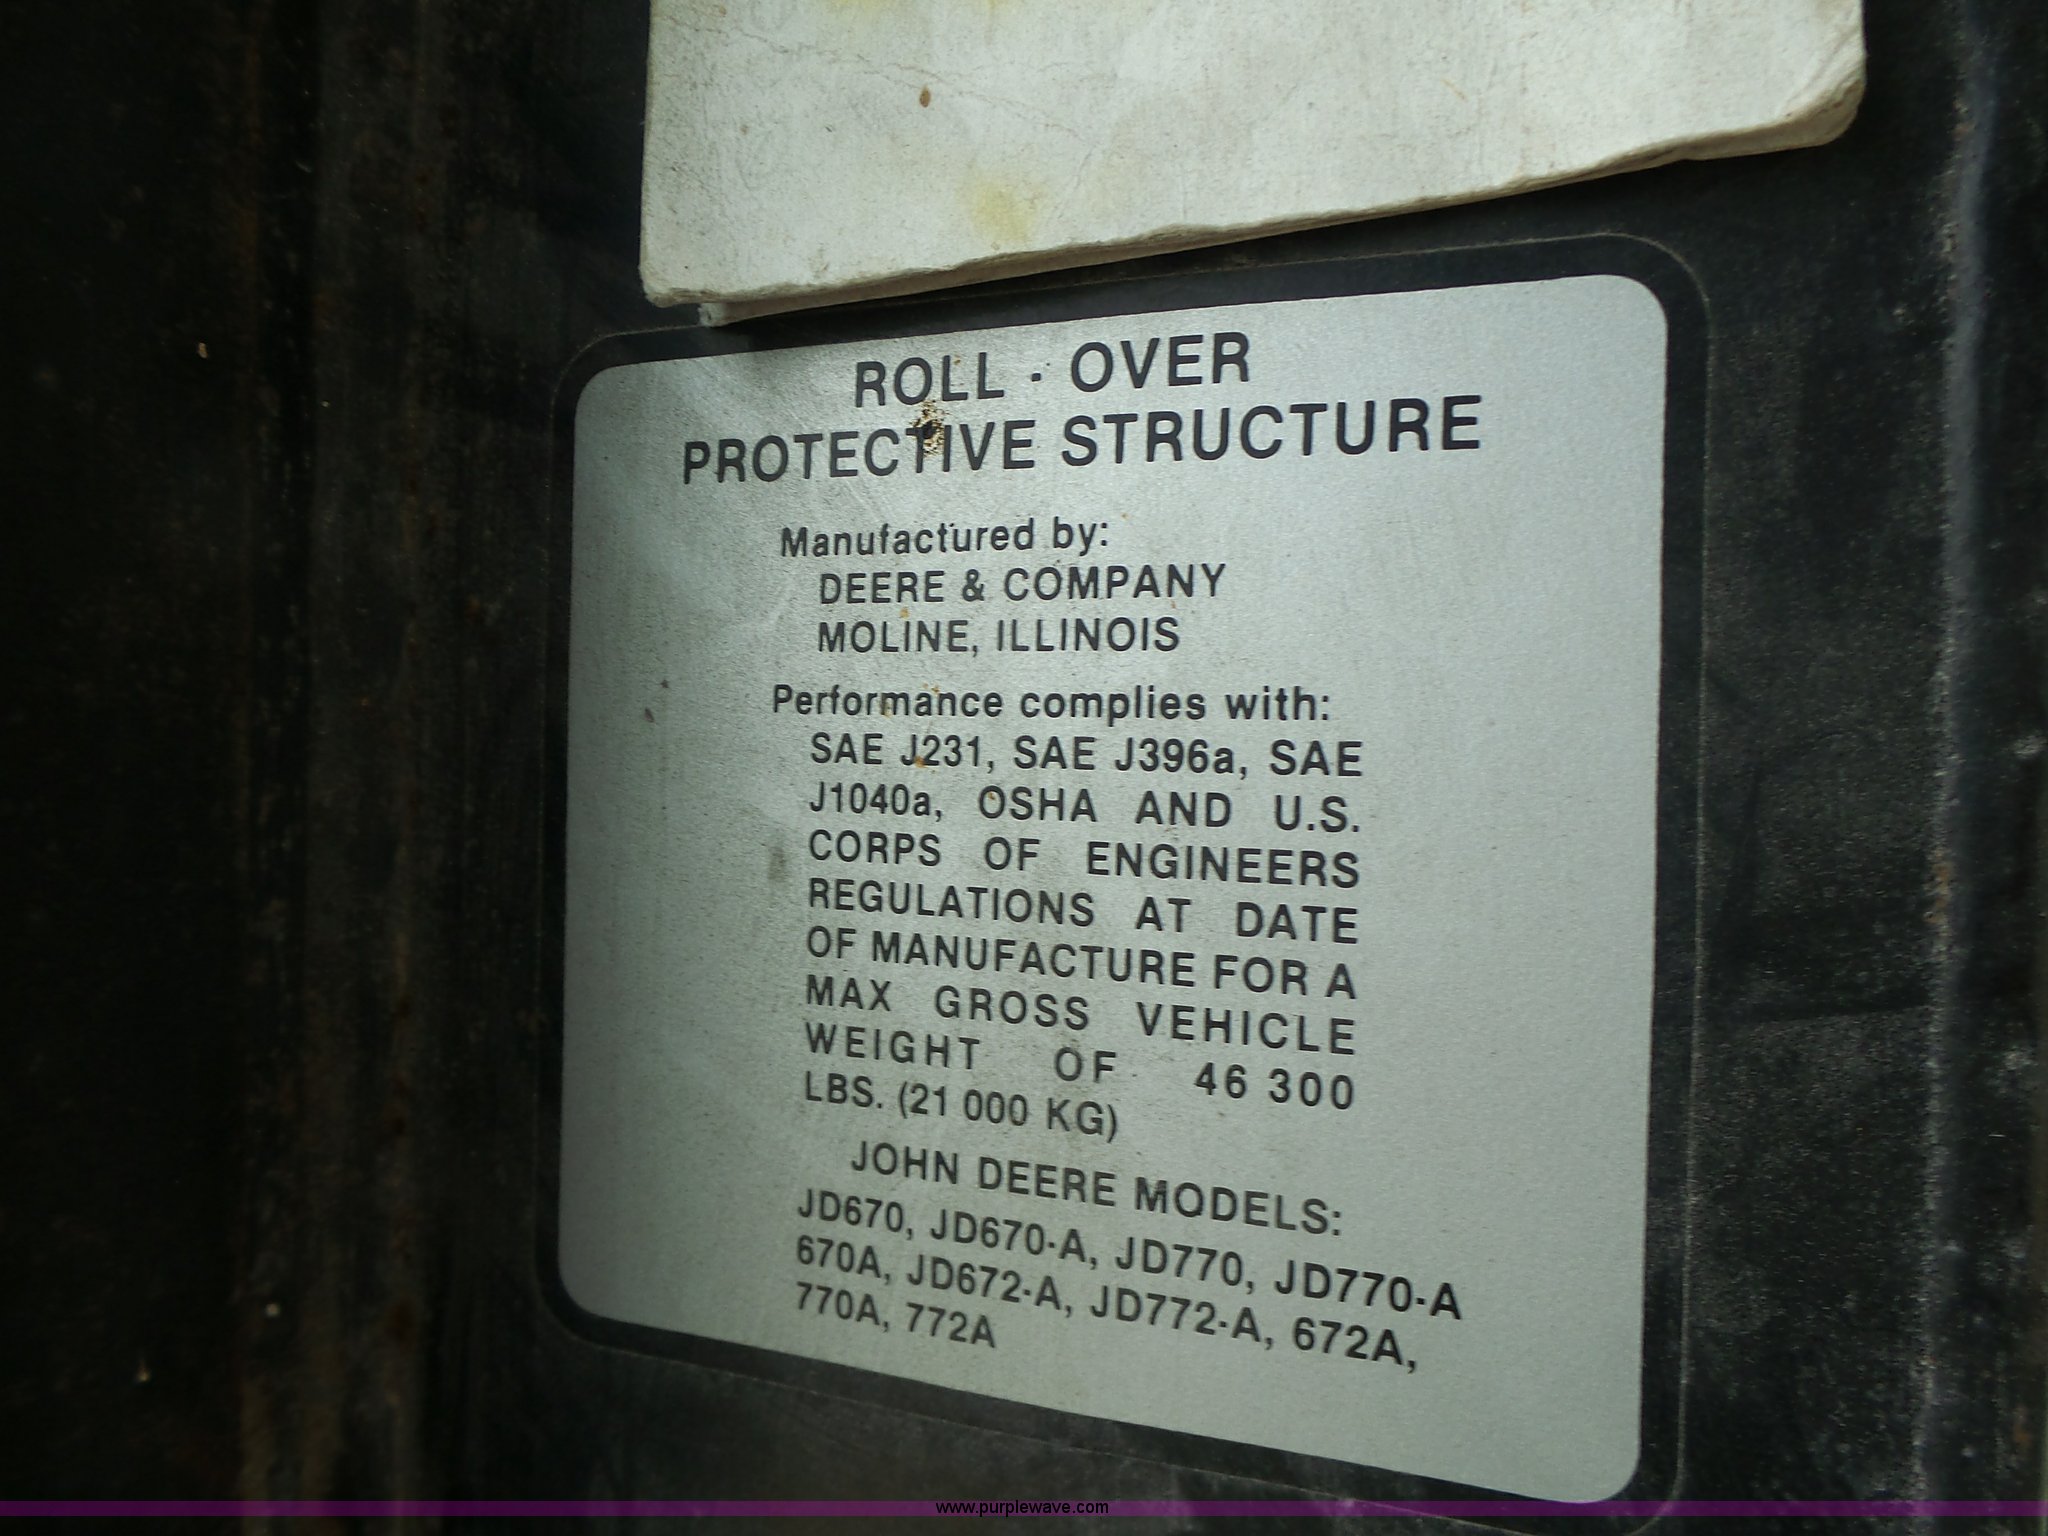 ROLL - OVER
PROTECTIVE STRUCTURE
Manufactured by:
DEERE & COMPANY
MOLINE, ILLINOIS
Performance complies with:
SAE J231, SAE J396a, SAE
J1040a, OSHA AND U.S.
CORPS OF ENGINEERS
REGULATIONS AT DATE
OF MANUFACTURE FOR A
MAX GROSS VEHICLE
WEIGHT OF 46 300
LBS. (21 000 KG)
JOHN DEERE MODELS:
JD670, JD670-A, JD770, JD770-A
670A, JD672-A, JD772-A, 672A,
770A, 772A
www.purplewave.com